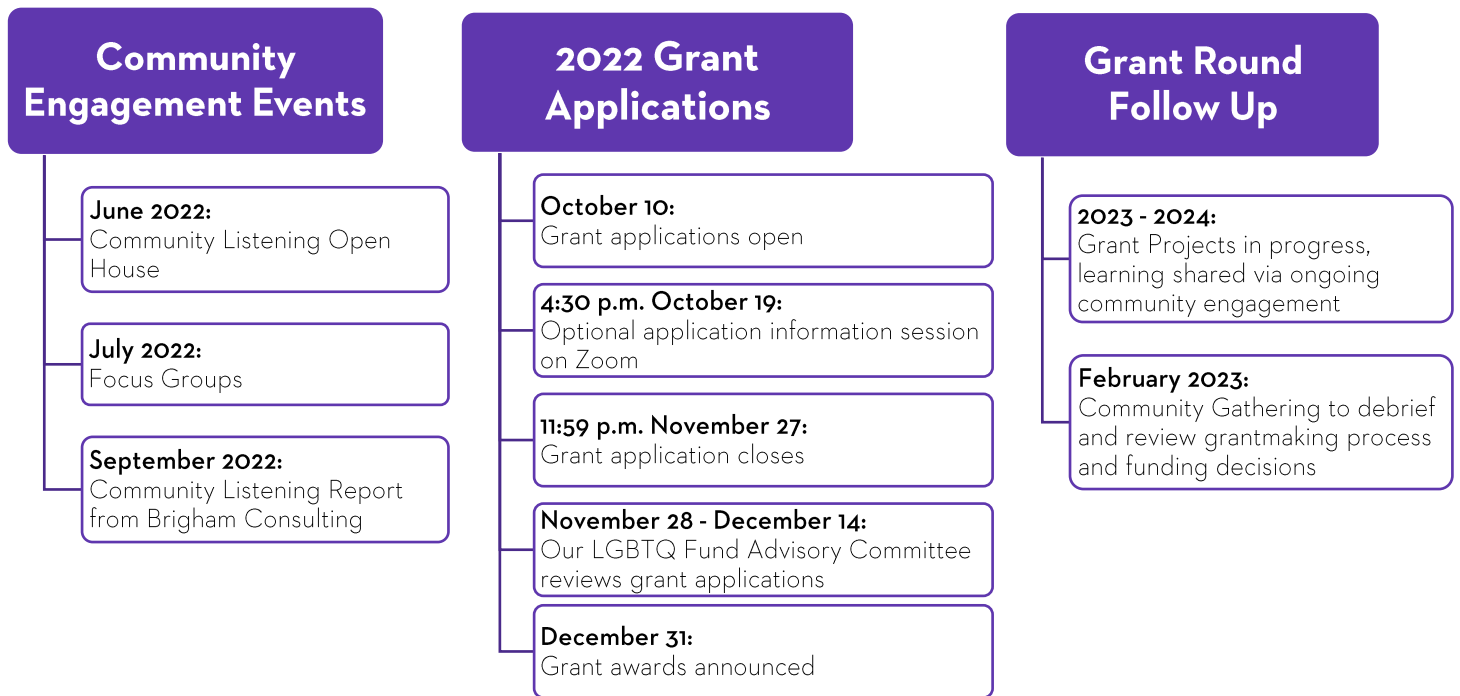 Community
Engagement Events
June 2022:
Community Listening Open
House
July 2022:
Focus Groups
September 2022:
Community Listening Report
from Brigham Consulting
2022 Grant
Applications
October 10:
Grant applications open
4:30 p.m. October 19:
Optional application information session
on Zoom
11:59 p.m. November 27:
Grant application closes
November 28 - December 14:
Our LGBTQ Fund Advisory Committee
reviews grant applications
December 31:
Grant awards announced
Grant Round
Follow Up
2023 - 2024:
Grant Projects in progress,
learning shared via ongoing
community engagement
February 2023:
Community Gathering to debrief
and review grantmaking process
and funding decisions